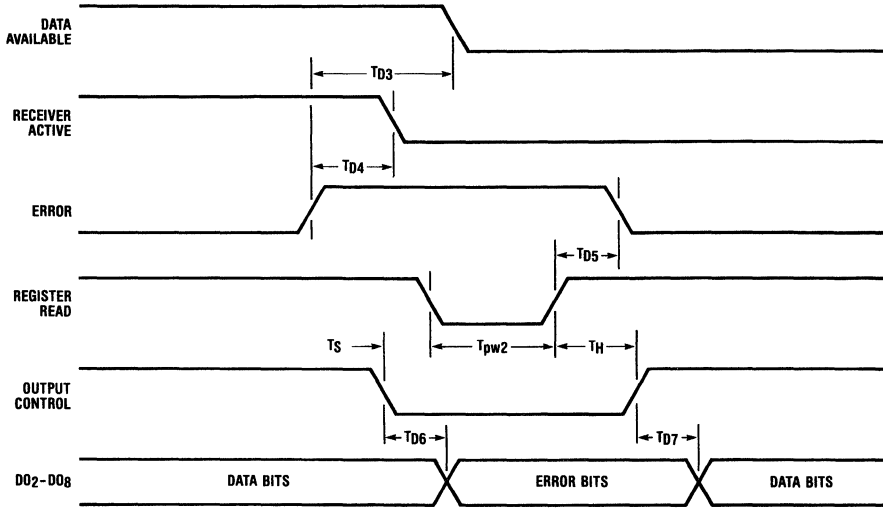 DATA
AVAILABLE
TD3
RECEIVER
ACTIVE
TD4
ERROR
TD5
REGISTER
READ
TS
Tpw2
TH
OUTPUT
CONTROL
TD6
TD7
DO2–DO8
DATA BITS
ERROR BITS
DATA BITS